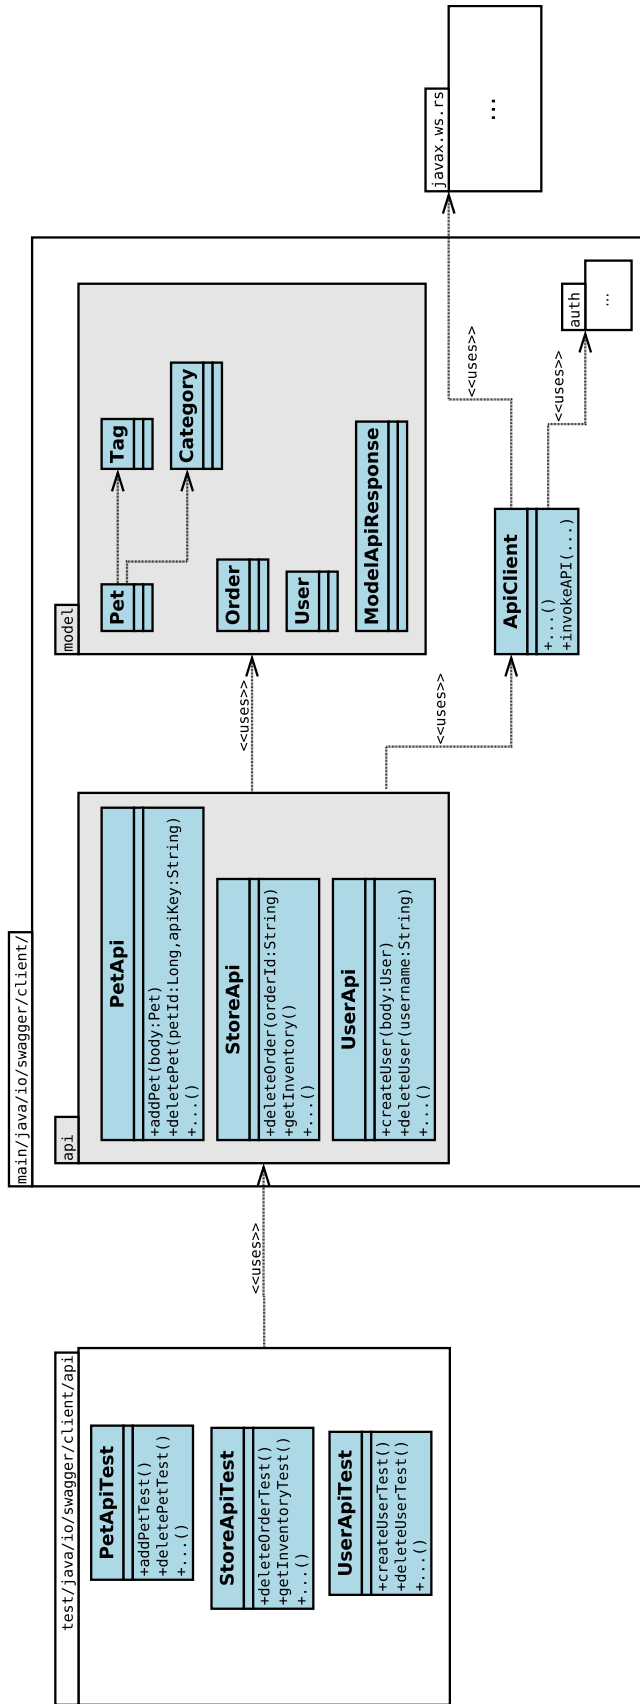 test/java/io/swagger/client/api
PetApiTest
+addPetTest()
+deletePetTest()
+...()
StoreApiTest
+deleteOrderTest()
+getInventoryTest()
+...()
UserApiTest
+createUserTest()
+deleteUserTest()
+...()
<<uses>>
main/java/io/swagger/client/
api
PetApi
+addPet(body:Pet)
+deletePet(petId:Long,apiKey:String)
+...()
StoreApi
+deleteOrder(orderId:String)
+getInventory()
+...()
UserApi
+createUser(body:User)
+deleteUser(username:String)
+...()
<<uses>>
<<uses>>
model
Pet
Tag
Category
Order
User
ModelApiResponse
ApiClient
+...()
+invokeAPI(...)
<<uses>>
<<uses>>
auth
...
javax.ws.rs
...